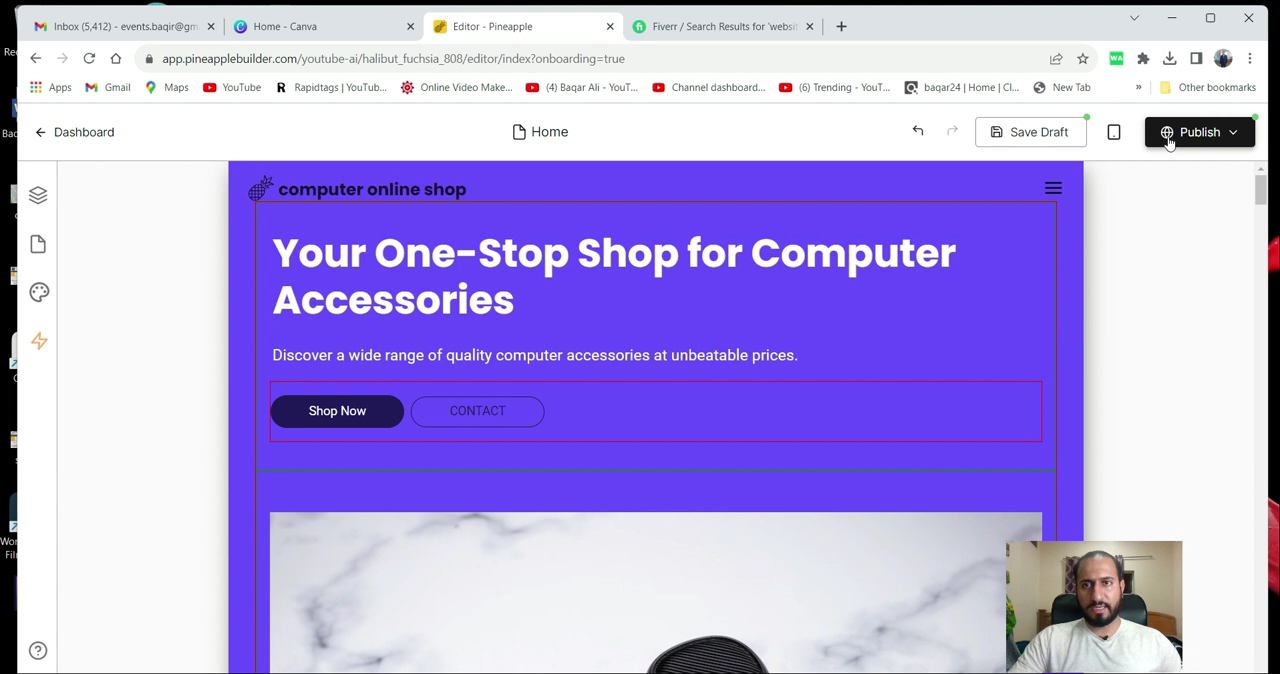 Inbox (5,412) - events.baqir@gm
Home - Canva
Editor - Pineapple
Fiverr / Search Results for 'websi
app.pineapplebuilder.com/youtube-ai/halibut_fuchsia_808/editor/index?onboarding=true
WA
Apps
Gmail
Maps
YouTube
Rapidtags | YouTub...
Online Video Make...
(4) Baqar Ali - YouT...
Channel dashboard...
(6) Trending - YouT...
baqar24 | Home | Cl...
New Tab
»
Other bookmarks
Dashboard
Home
Save Draft
Publish
computer online shop
Your One-Stop Shop for Computer
Accessories
Discover a wide range of quality computer accessories at unbeatable prices.
Shop Now
CONTACT